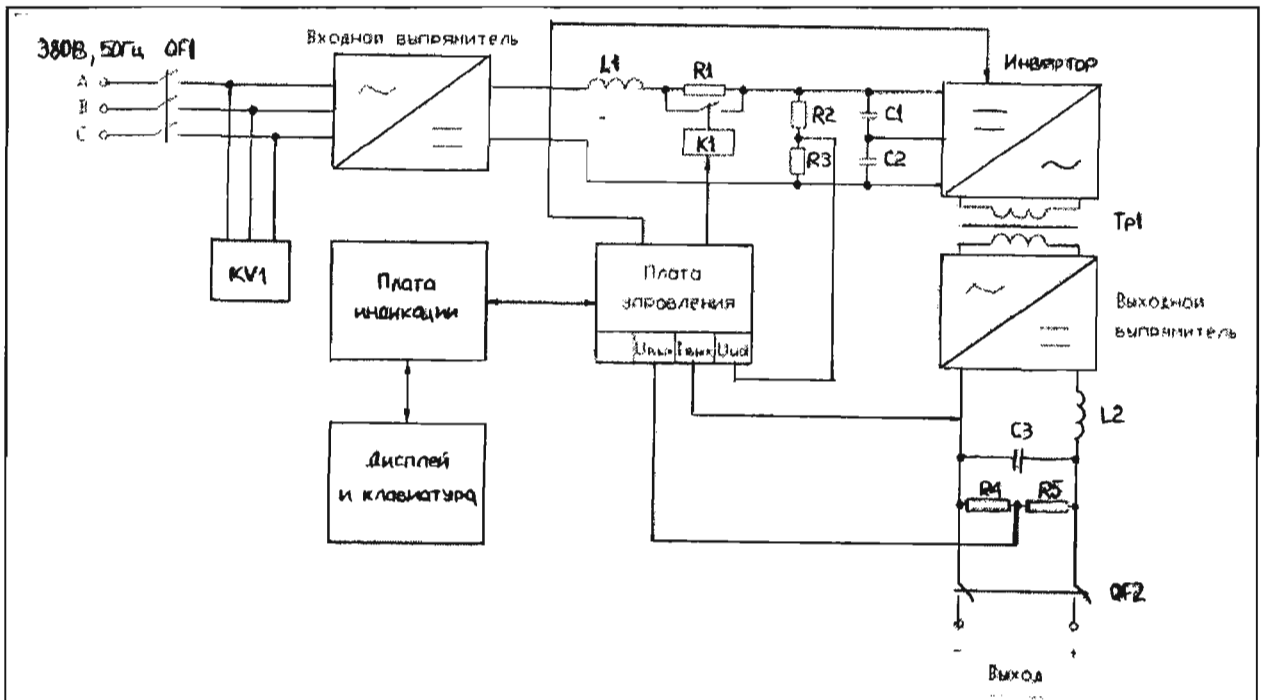 380В, 50Гц QF1
Входной выпрямитель
A
B
C
L1
R1
K1
R2
R3
C1
C2
Инвертор
Тр1
KV1
Плата
индикации
Плата
управления
Uвых Iвых Uид
Выходной
выпрямитель
L2
C3
R4
R5
Дисплей
и клавиатура
QF2
-
+
Выход